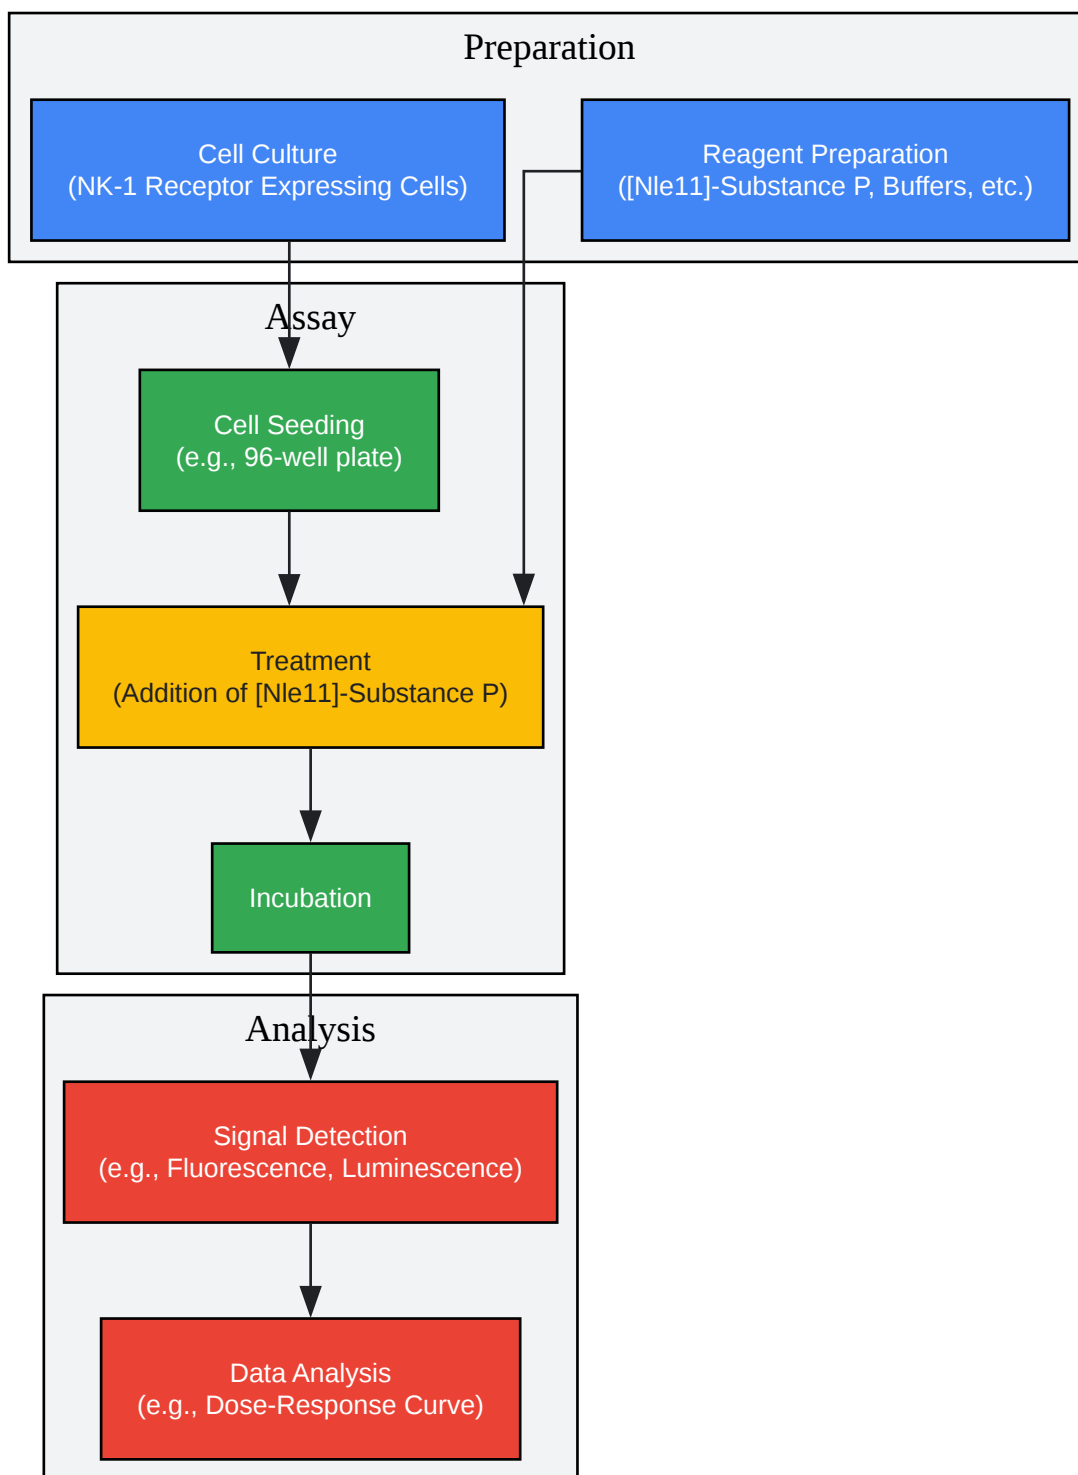 Preparation
Cell Culture
(NK-1 Receptor Expressing Cells)
Reagent Preparation
([Nle11]-Substance P, Buffers, etc.)
Assay
Cell Seeding
(e.g., 96-well plate)
Treatment
(Addition of [Nle11]-Substance P)
Incubation
Analysis
Signal Detection
(e.g., Fluorescence, Luminescence)
Data Analysis
(e.g., Dose-Response Curve)